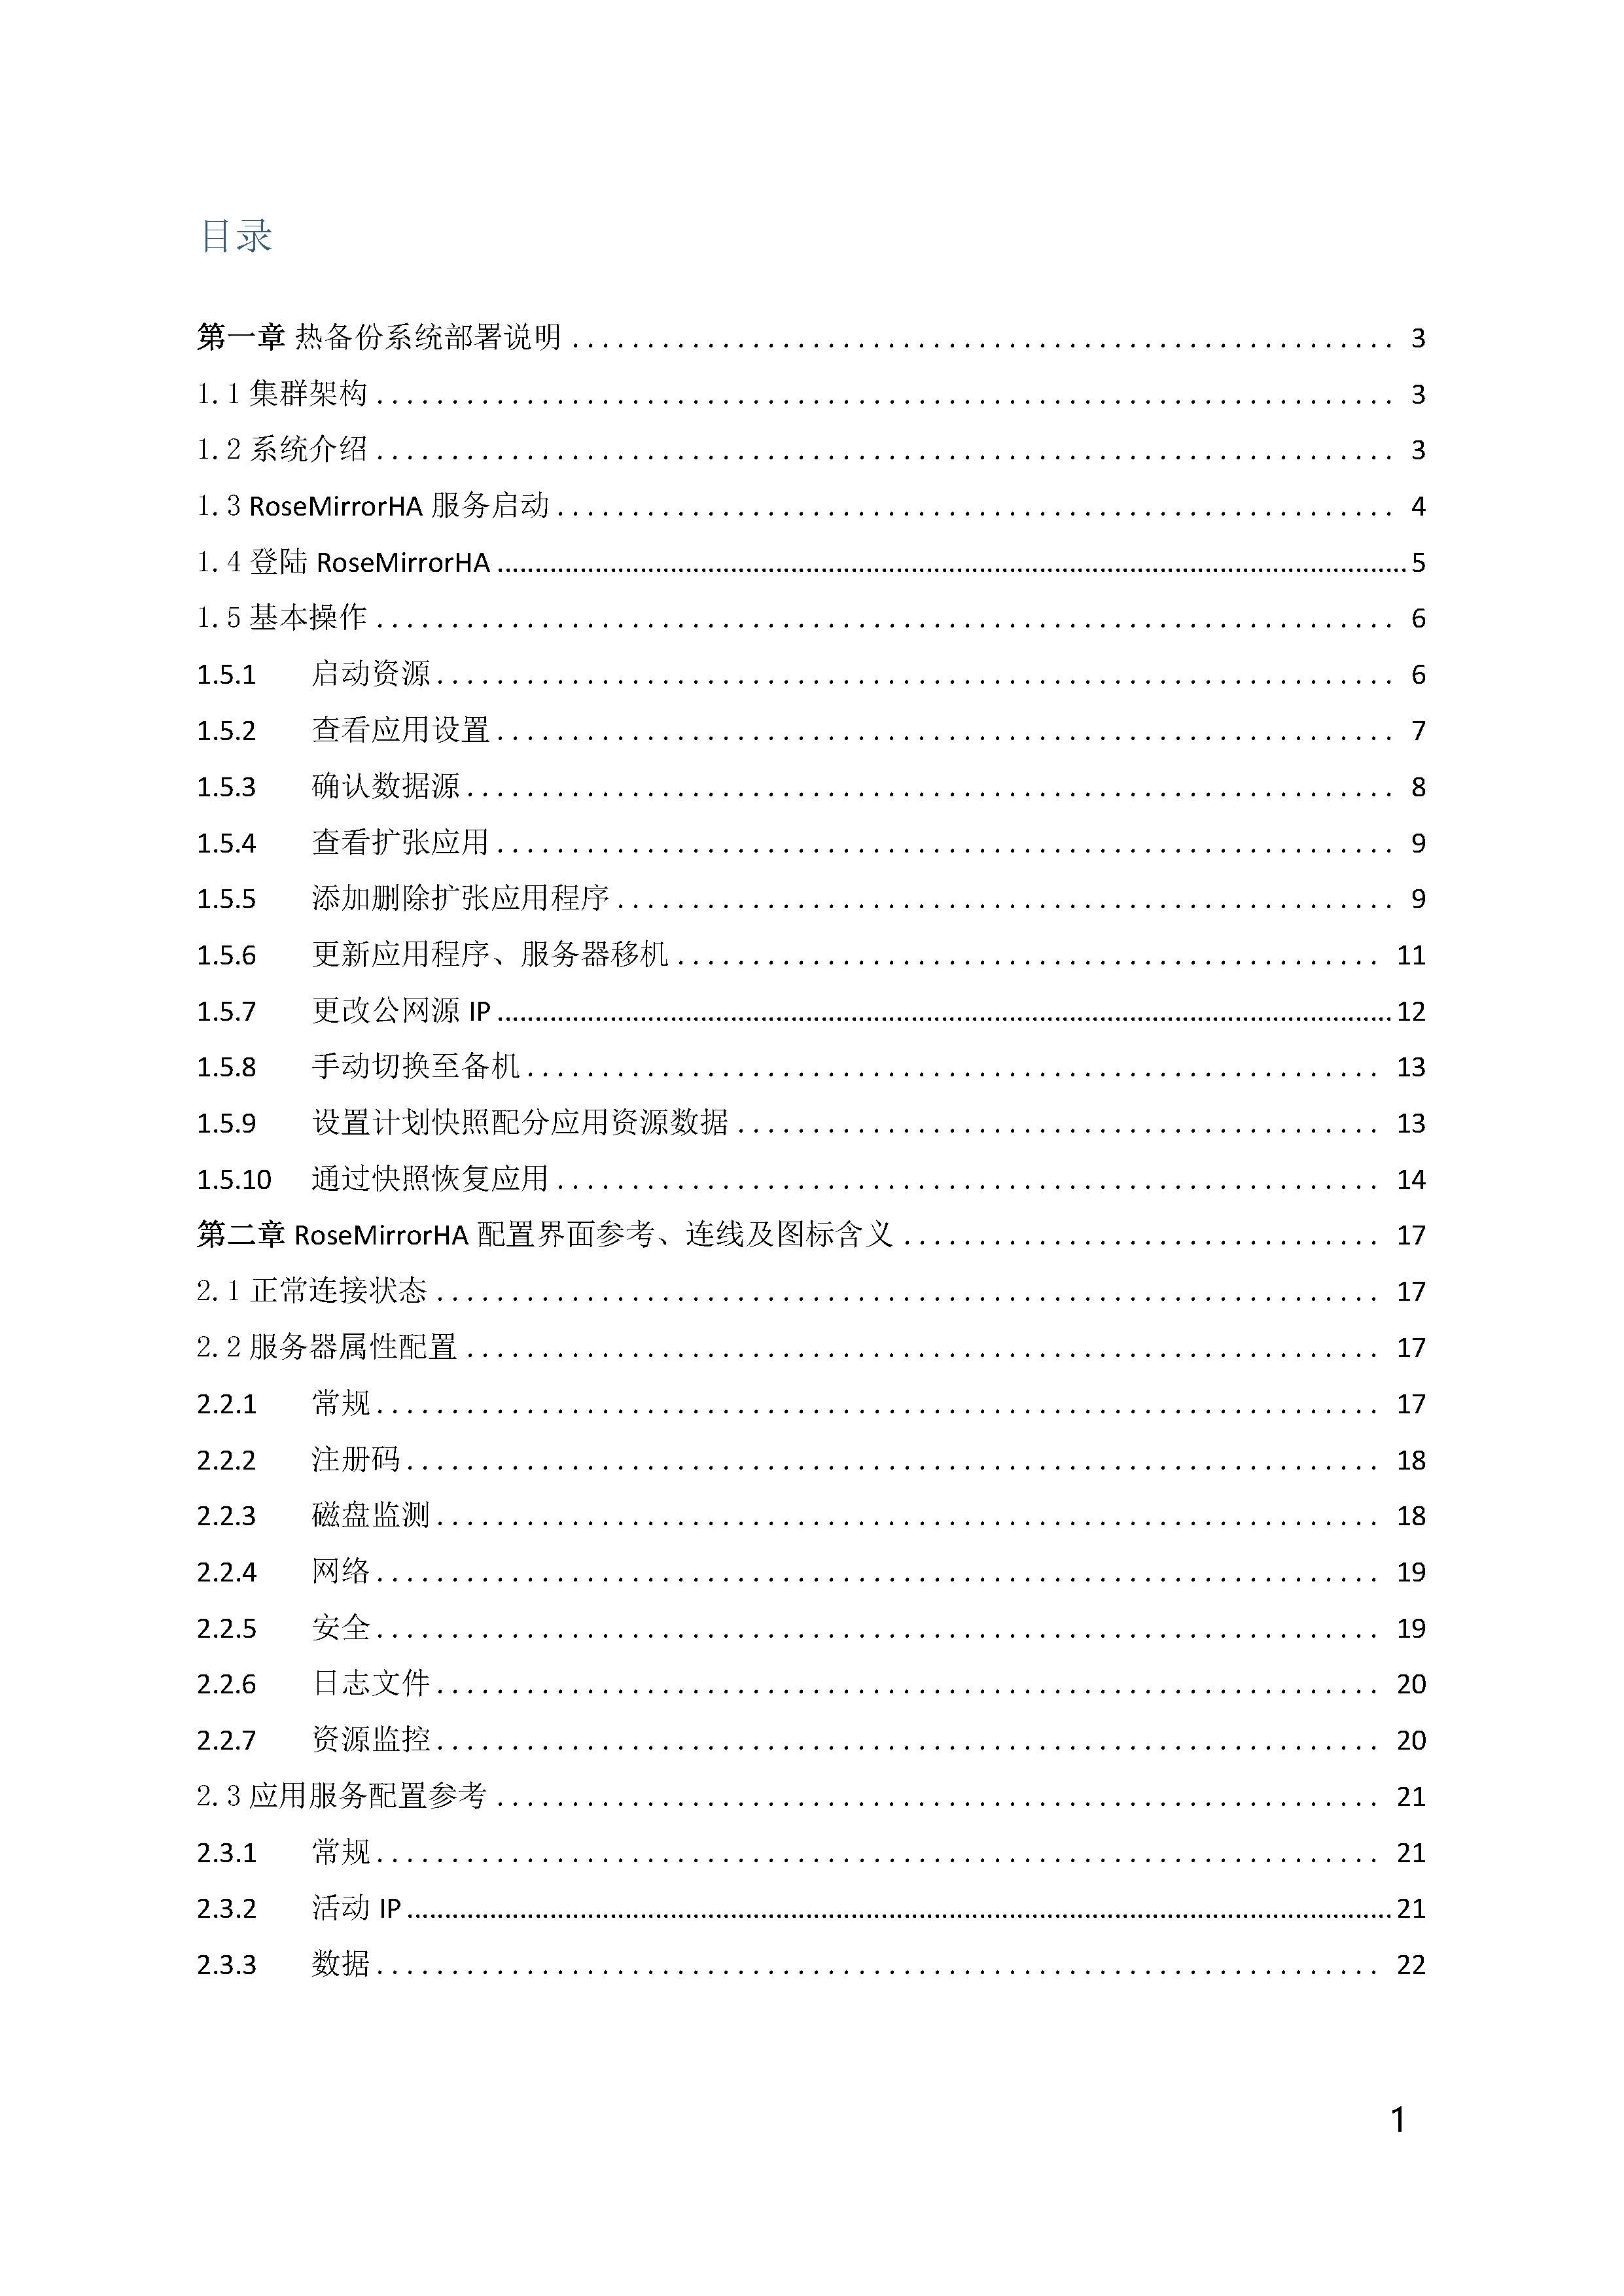 目录
第一章 热备份系统部署说明 ........ 3
1.1 集群架构 ........ 3
1.2 系统介绍 ........ 3
1.3 RoseMirrorHA 服务启动 ........ 4
1.4 登陆 RoseMirrorHA ........ 5
1.5 基本操作 ........ 6
1.5.1 启动资源 ........ 6
1.5.2 查看应用设置 ........ 7
1.5.3 确认数据源 ........ 8
1.5.4 查看扩张应用 ........ 9
1.5.5 添加删除扩张应用程序 ........ 9
1.5.6 更新应用程序、服务器移机 ........ 11
1.5.7 更改公网源 IP ........ 12
1.5.8 手动切换至备机 ........ 13
1.5.9 设置计划快照配分应用资源数据 ........ 13
1.5.10 通过快照恢复应用 ........ 14
第二章 RoseMirrorHA 配置界面参考、连线及图标含义 ........ 17
2.1 正常连接状态 ........ 17
2.2 服务器属性配置 ........ 17
2.2.1 常规 ........ 17
2.2.2 注册码 ........ 18
2.2.3 磁盘监测 ........ 18
2.2.4 网络 ........ 19
2.2.5 安全 ........ 19
2.2.6 日志文件 ........ 20
2.2.7 资源监控 ........ 20
2.3 应用服务配置参考 ........ 21
2.3.1 常规 ........ 21
2.3.2 活动 IP ........ 21
2.3.3 数据 ........ 22
1